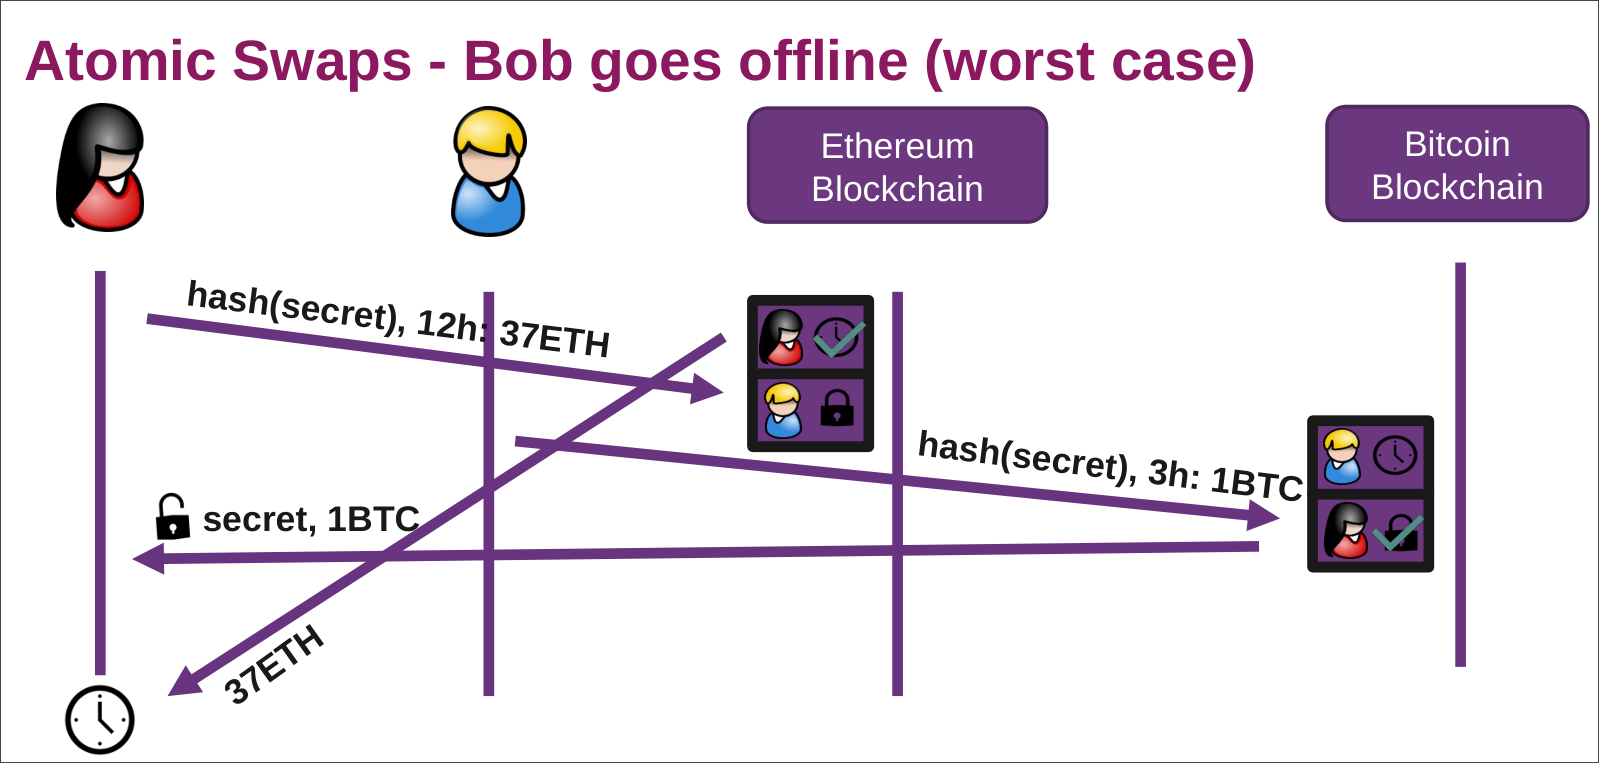 Atomic Swaps - Bob goes offline (worst case)
Ethereum
Blockchain
Bitcoin
Blockchain
hash(secret), 12h: 37ETH
hash(secret), 3h: 1BTC
secret, 1BTC
37ETH